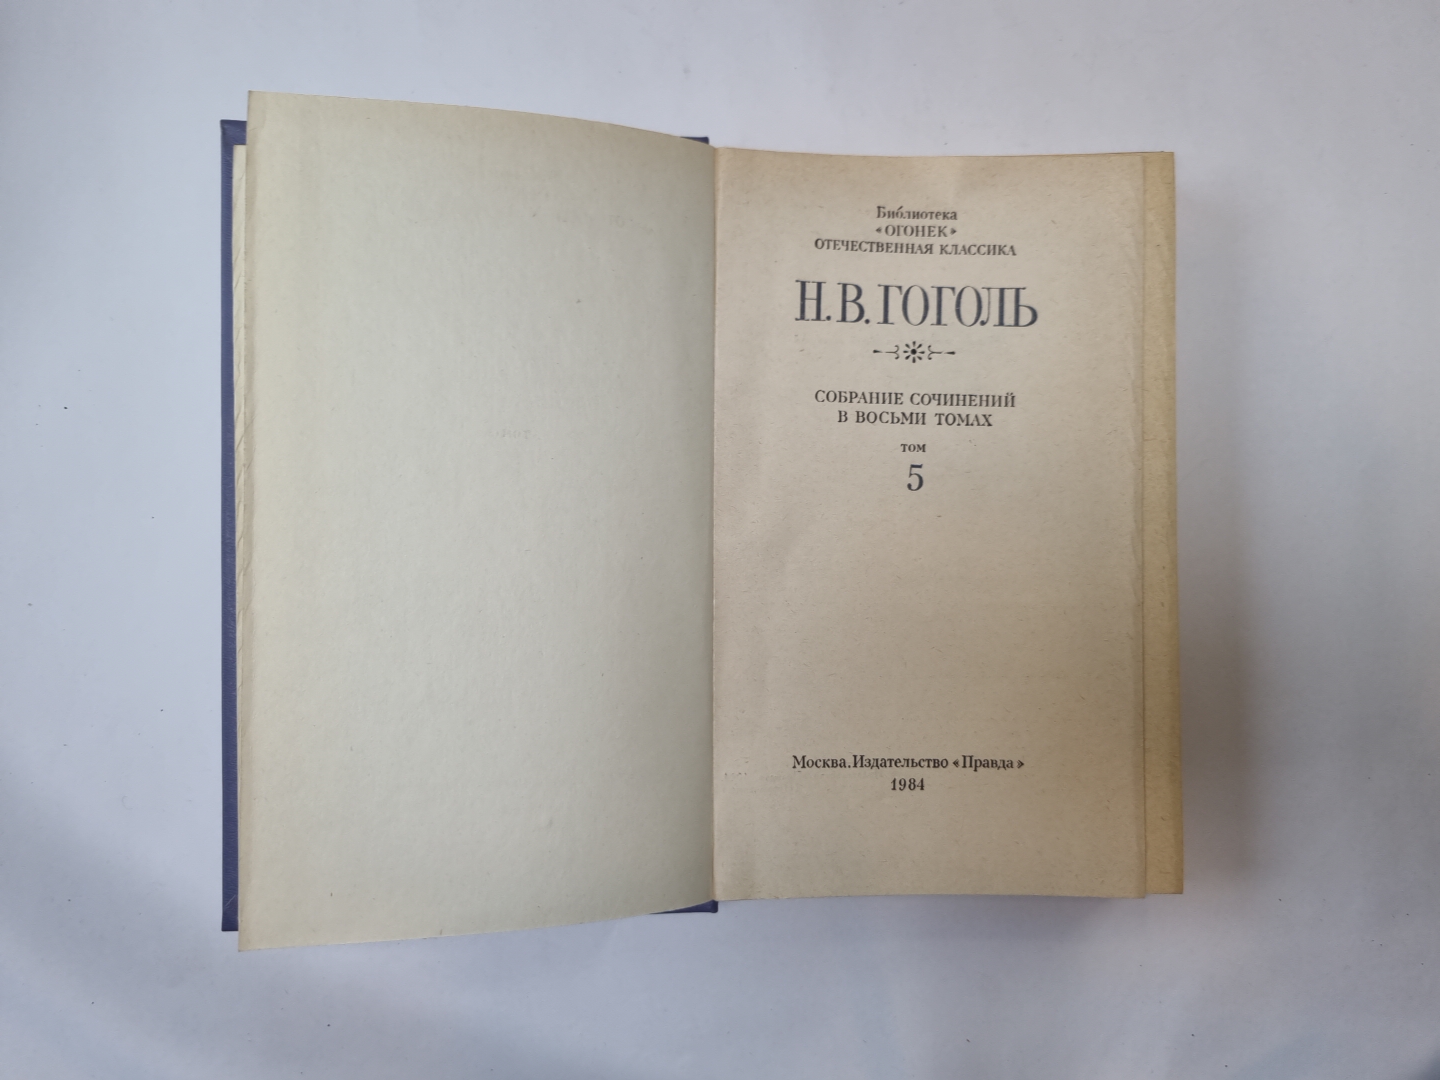 Библиотека
«ОГОНЕК»
ОТЕЧЕСТВЕННАЯ КЛАССИКА
Н.В.ГОГОЛЬ
СОБРАНИЕ СОЧИНЕНИЙ
В ВОСЬМИ ТОМАХ
ТОМ
5
Москва.Издательство «Правда»
1984